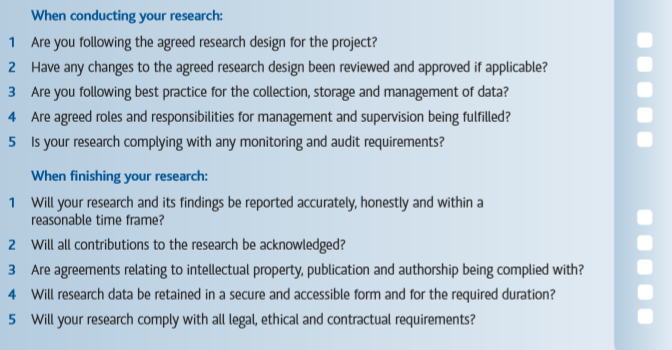 When conducting your research:
1 Are you following the agreed research design for the project?
2 Have any changes to the agreed research design been reviewed and approved if applicable?
3 Are you following best practice for the collection, storage and management of data?
4 Are agreed roles and responsibilities for management and supervision being fulfilled?
5 Is your research complying with any monitoring and audit requirements?
When finishing your research:
1 Will your research and its findings be reported accurately, honestly and within a
reasonable time frame?
2 Will all contributions to the research be acknowledged?
3 Are agreements relating to intellectual property, publication and authorship being complied with?
4 Will research data be retained in a secure and accessible form and for the required duration?
5 Will your research comply with all legal, ethical and contractual requirements?